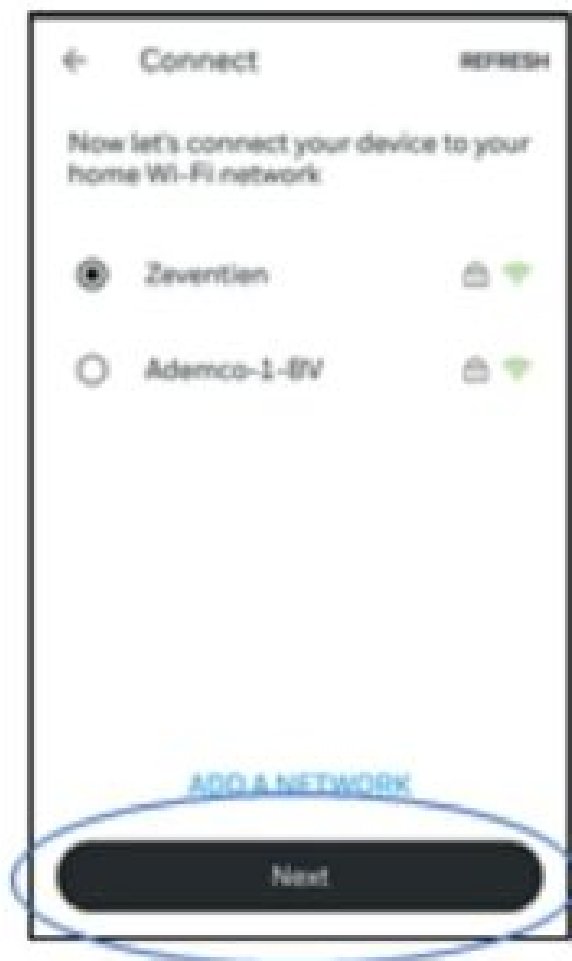 Connect
REFRESH
Now let's connect your device to your
home Wi-Fi network
Zeventien
Ademco-1-BV
ADD A NETWORK
Next